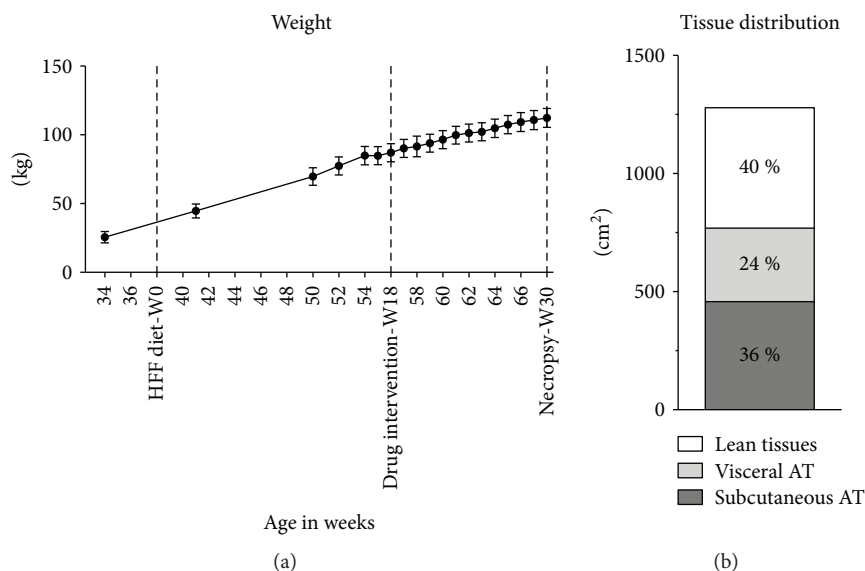 Weight
150
100
50
0
(kg)
34
36
HFF diet-W0
40
42
44
46
48
50
52
54
Drug intervention-W18
58
60
62
64
66
Necropsy-W30
Age in weeks
(a)
Tissue distribution
1500
1000
500
0
(cm²)
40 %
24 %
36 %
Lean tissues
Visceral AT
Subcutaneous AT
(b)